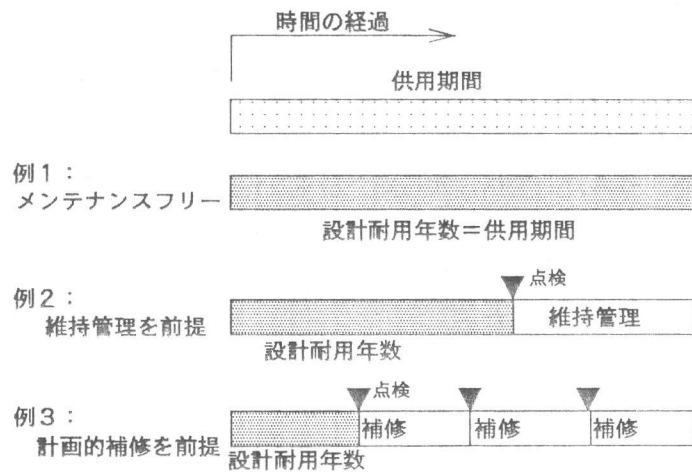 時間の経過
供用期間
例1:
メンテナンスフリー
設計耐用年数=供用期間
点検
例2:
維持管理を前提
維持管理
設計耐用年数
点検
例3:
計画的補修を前提
補修
補修
補修
設計耐用年数